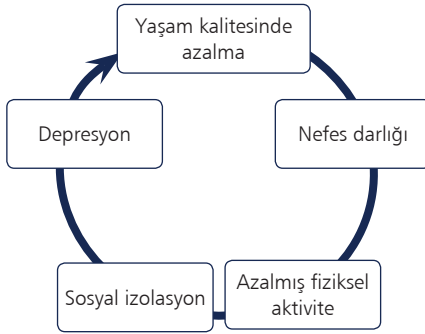 Yaşam kalitesinde
azalma
Nefes darlığı
Azalmış fiziksel
aktivite
Sosyal izolasyon
Depresyon